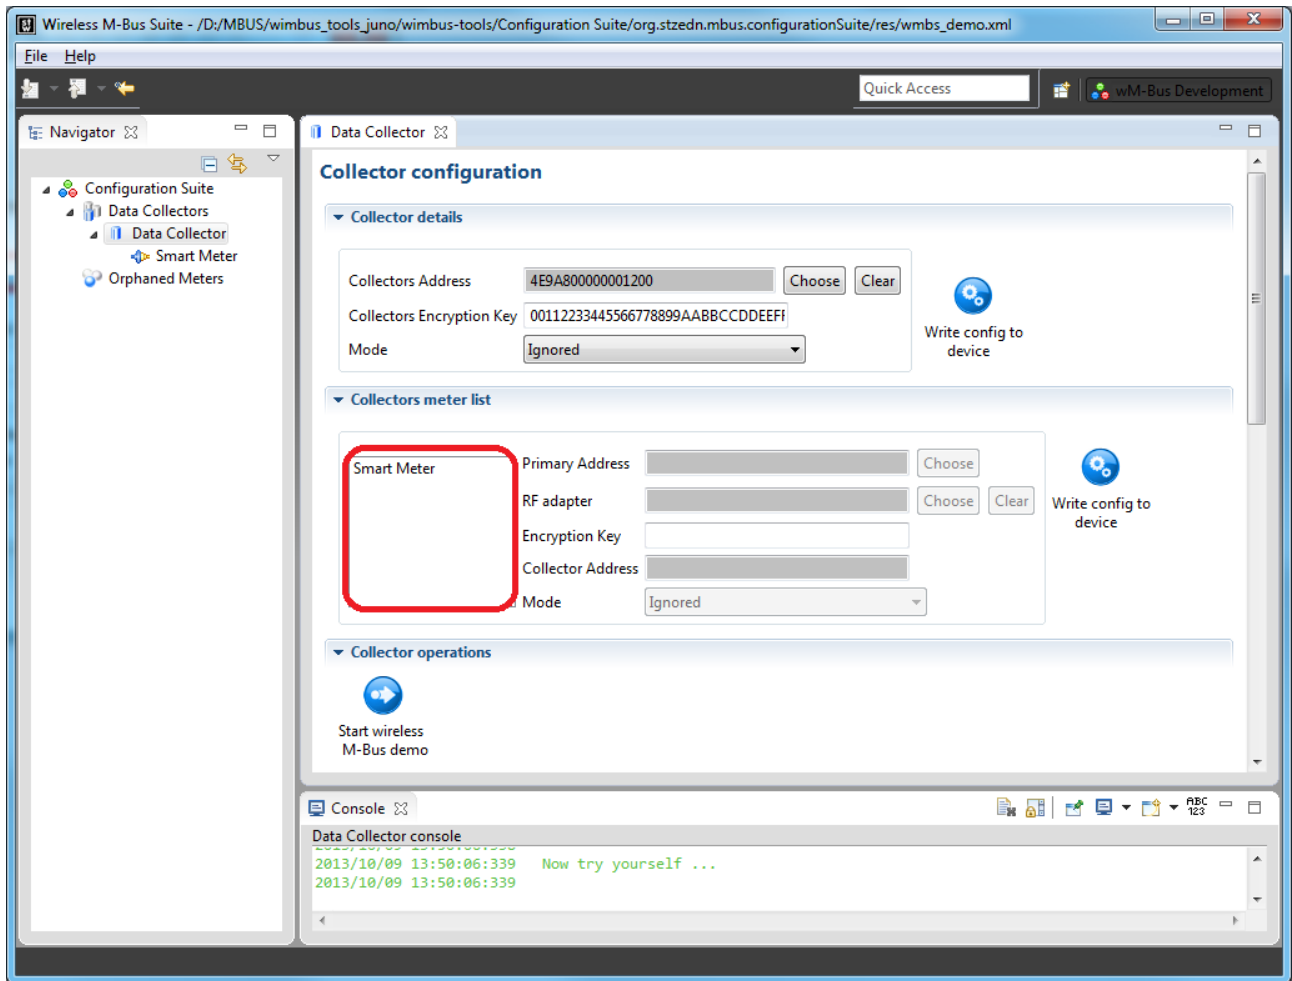 Wireless M-Bus Suite - /D:/MBUS/wimbus_tools_juno/wimbus-tools/Configuration Suite/org.stzedn.mbus.configurationSuite/res/wmbs_demo.xml
File Help
Quick Access
wM-Bus Development
Navigator
Configuration Suite
Data Collectors
Data Collector
Smart Meter
Orphaned Meters
Data Collector
Collector configuration
Collector details
Collectors Address 4E9A800000001200 Choose Clear
Collectors Encryption Key 00112233445566778899AABBCCDDEEFF
Mode Ignored
Write config to
device
Collectors meter list
Smart Meter
Primary Address Choose
RF adapter Choose Clear
Encryption Key
Collector Address
Mode Ignored
Write config to
device
Collector operations
Start wireless
M-Bus demo
Console
ABC
123
Data Collector console
2013/10/09 13:50:06:339 Now try yourself ...
2013/10/09 13:50:06:339